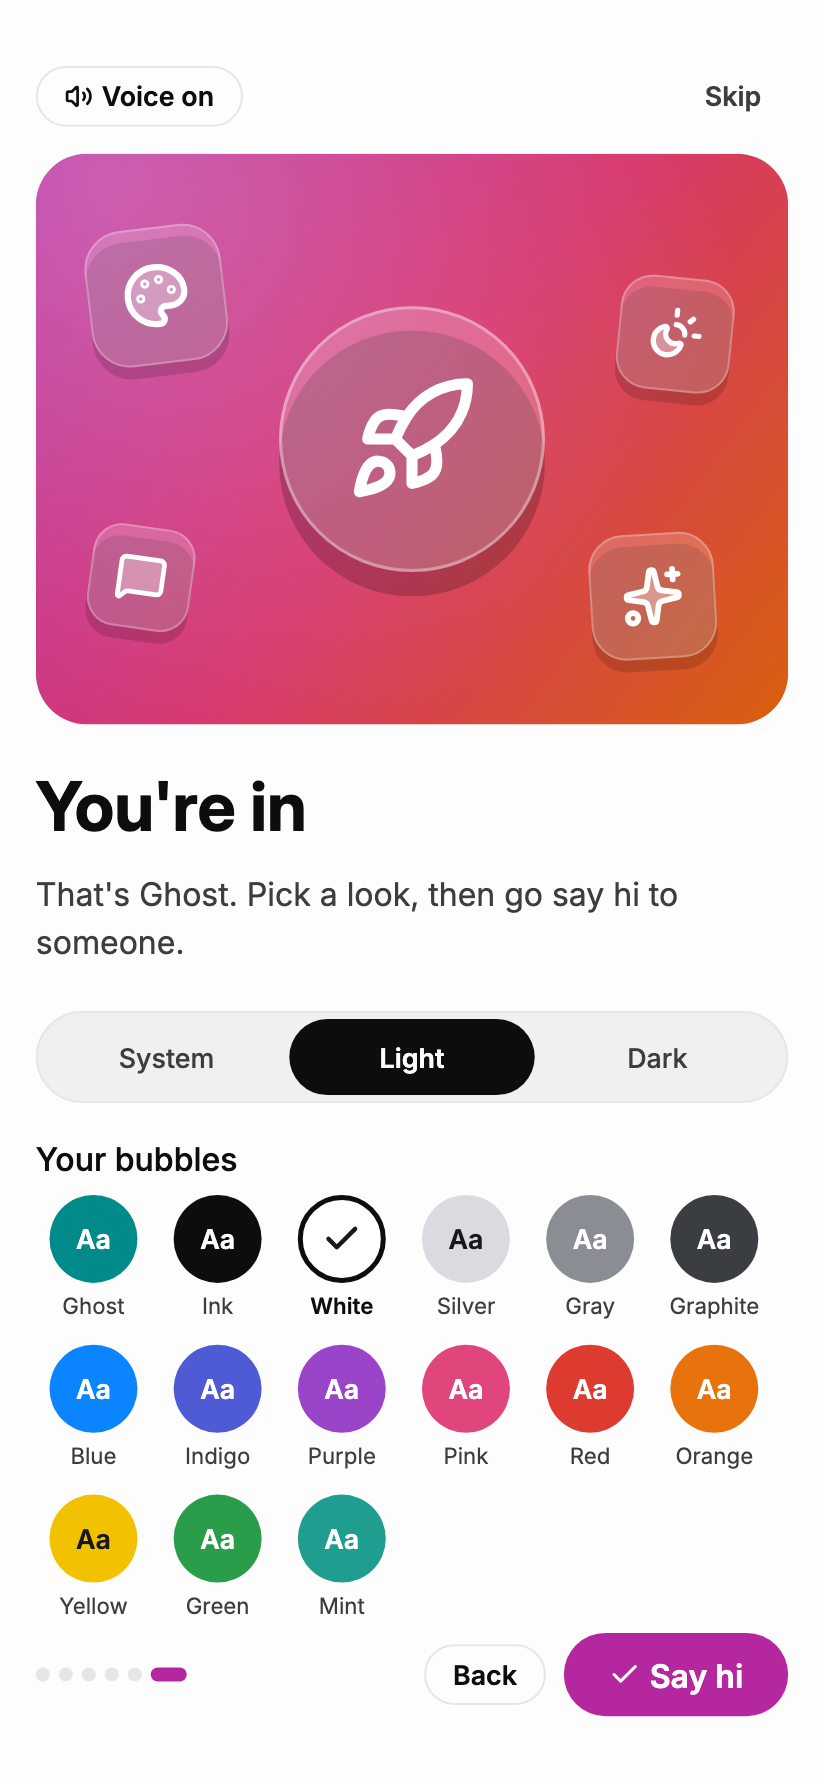 Voice on
Skip
You're in
That's Ghost. Pick a look, then go say hi to
someone.
System Light Dark
Your bubbles
Aa Aa Aa Aa Aa
Ghost Ink White Silver Gray Graphite
Aa Aa Aa Aa Aa Aa
Blue Indigo Purple Pink Red Orange
Aa Aa Aa
Yellow Green Mint
Back Say hi